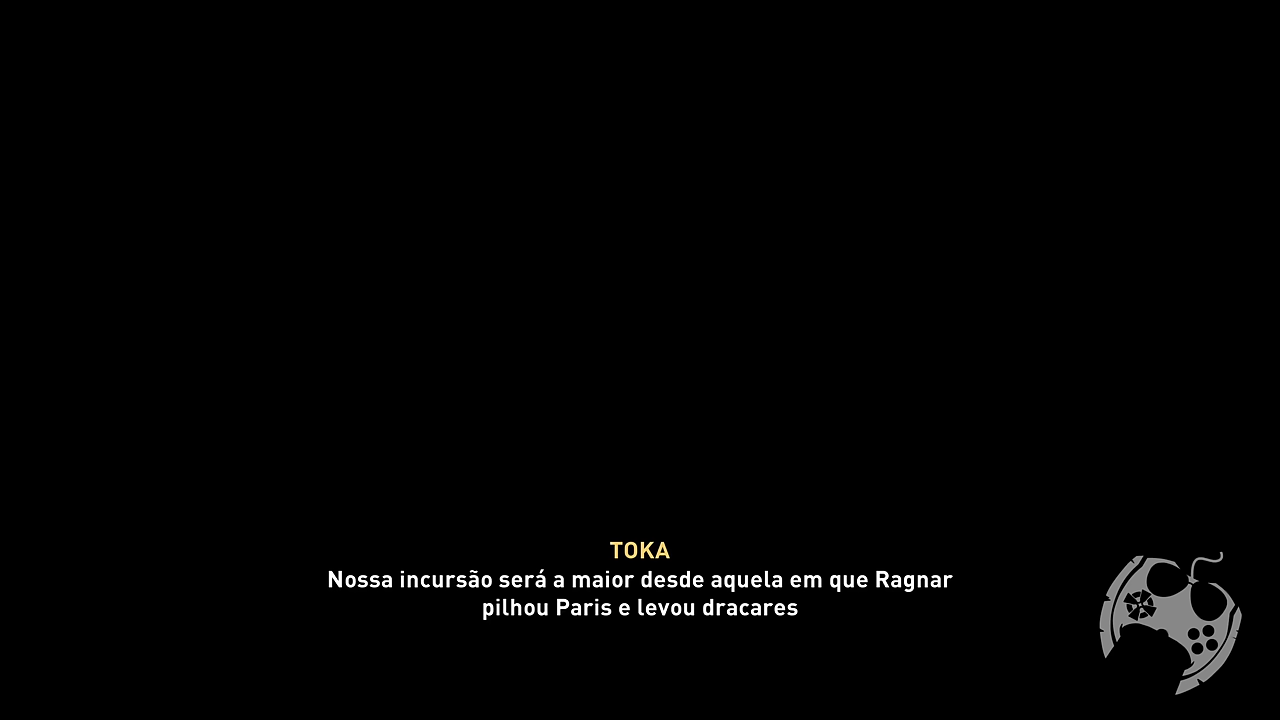 TOKA
Nossa incursão será a maior desde aquela em que Ragnar
pilhou Paris e levou dracares